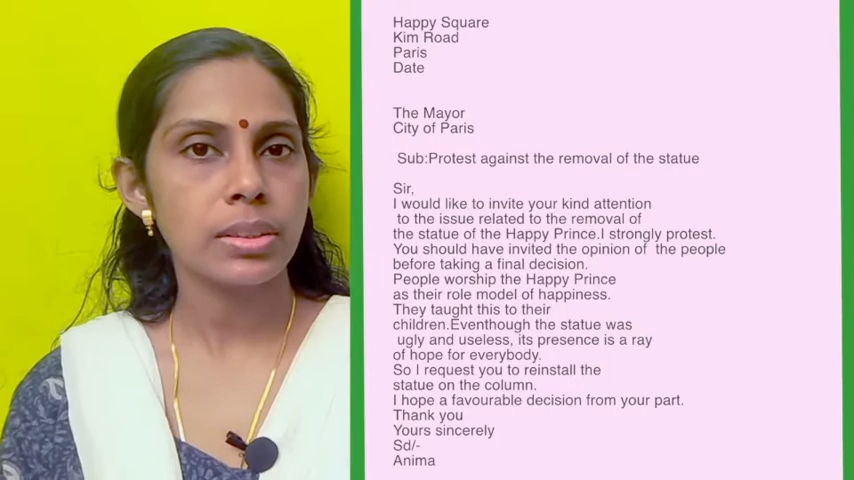 Happy Square
Kim Road
Paris
Date
The Mayor
City of Paris
Sub:Protest against the removal of the statue
Sir,
I would like to invite your kind attention
to the issue related to the removal of
the statue of the Happy Prince.I strongly protest.
You should have invited the opinion of the people
before taking a final decision.
People worship the Happy Prince
as their role model of happiness.
They taught this to their
children.Eventhough the statue was
ugly and useless, its presence is a ray
of hope for everybody.
So I request you to reinstall the
statue on the column.
I hope a favourable decision from your part.
Thank you
Yours sincerely
Sd/-
Anima